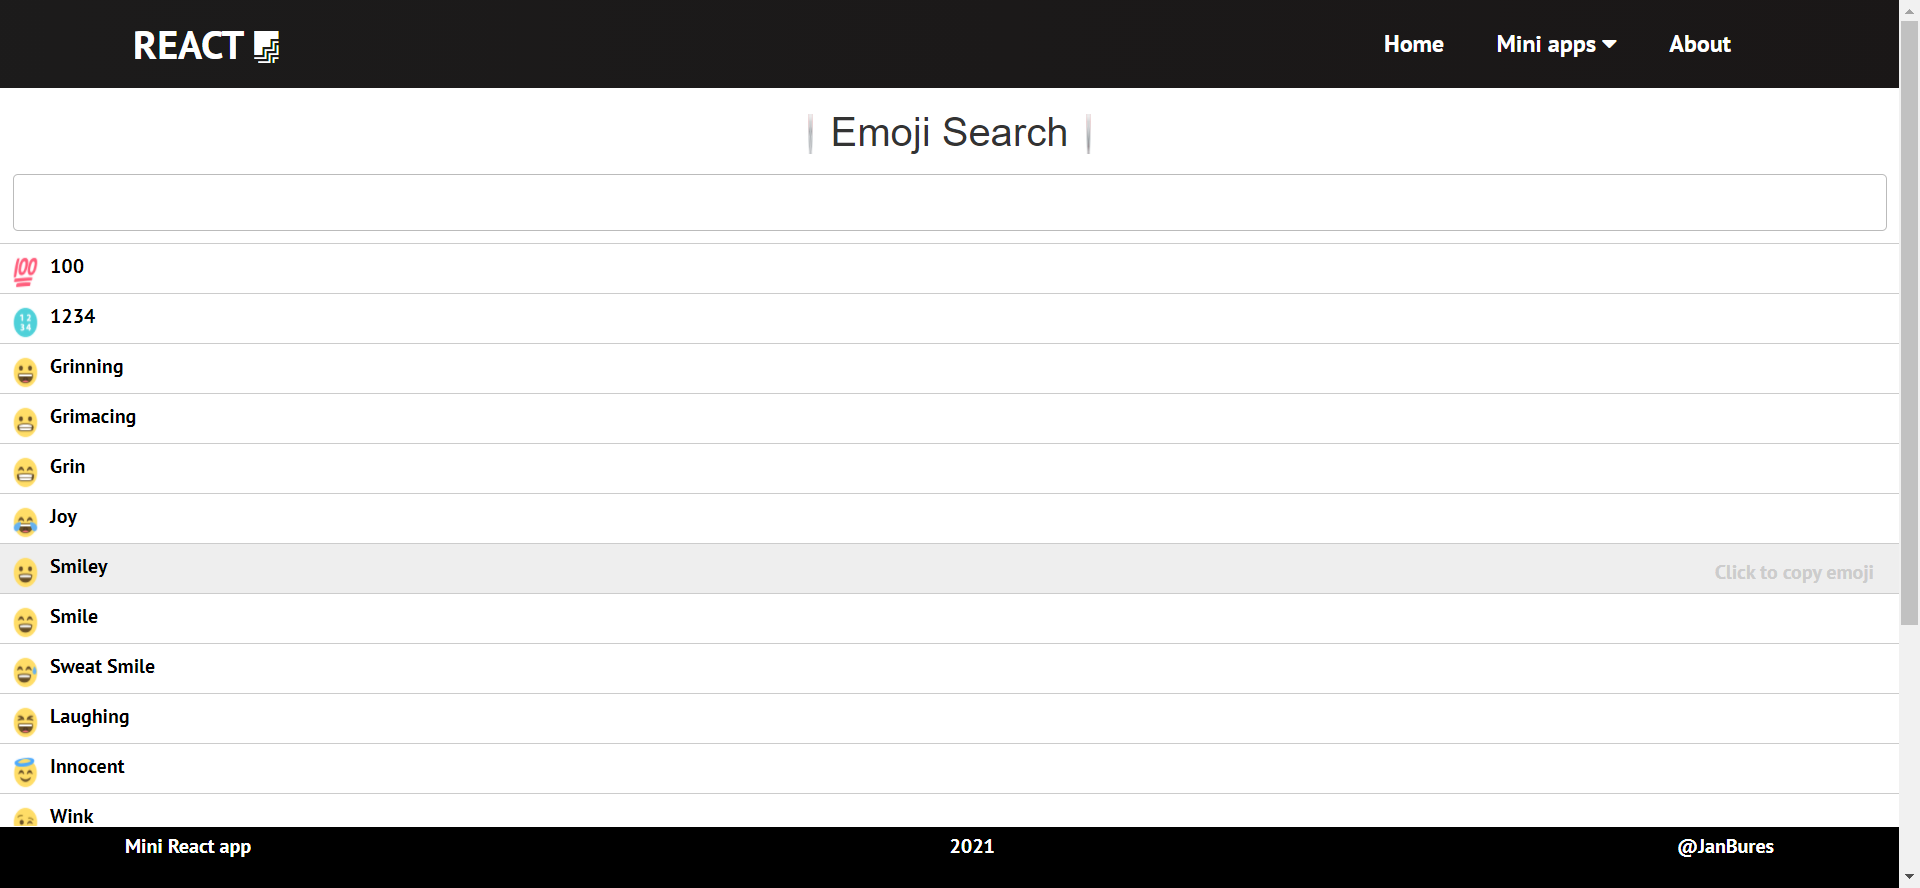 REACT
Home Mini apps About
Emoji Search
100
1234
Grinning
Grimacing
Grin
Joy
Smiley Click to copy emoji
Smile
Sweat Smile
Laughing
Innocent
Wink
Mini React app 2021 @JanBures